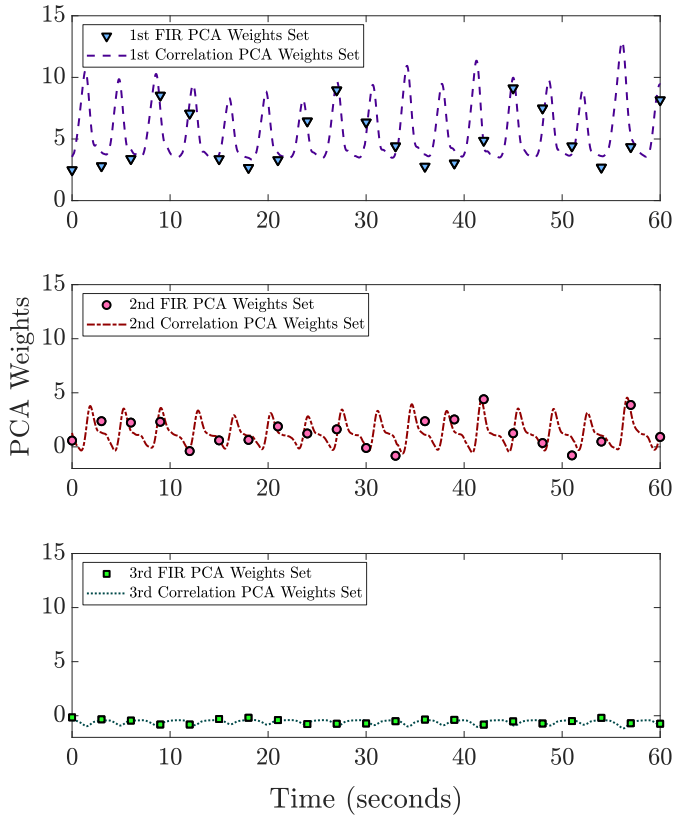 15
10
5
0
1st FIR PCA Weights Set
1st Correlation PCA Weights Set
0 10 20 30 40 50 60
PCA Weights
15
10
5
0
2nd FIR PCA Weights Set
2nd Correlation PCA Weights Set
0 10 20 30 40 50 60
15
10
5
0
3rd FIR PCA Weights Set
3rd Correlation PCA Weights Set
0 10 20 30 40 50 60
Time (seconds)